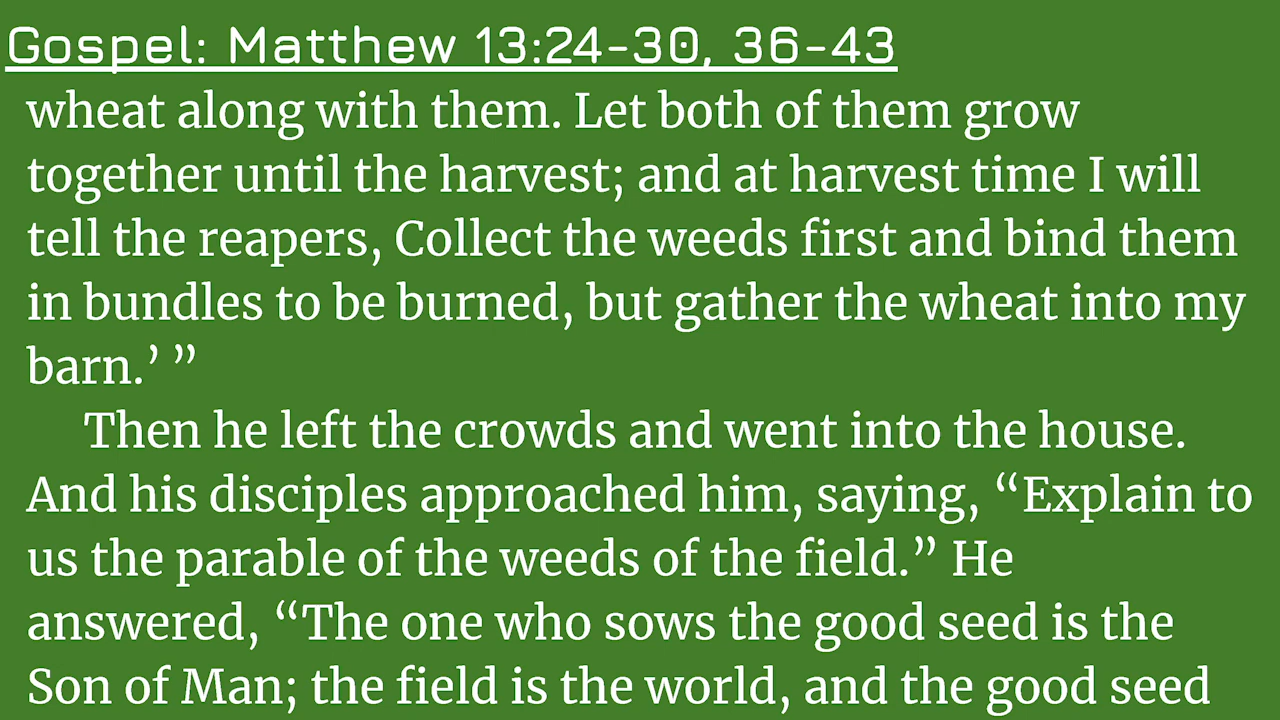 Gospel: Matthew 13:24-30, 36-43
wheat along with them. Let both of them grow
together until the harvest; and at harvest time I will
tell the reapers, Collect the weeds first and bind them
in bundles to be burned, but gather the wheat into my
barn.’ ”
Then he left the crowds and went into the house.
And his disciples approached him, saying, “Explain to
us the parable of the weeds of the field.” He
answered, “The one who sows the good seed is the
Son of Man; the field is the world, and the good seed